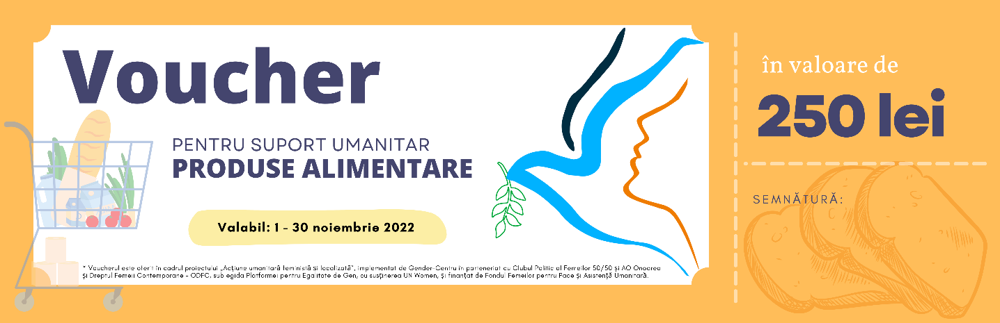 Voucher
PENTRU SUPORT UMANITAR
PRODUSE ALIMENTARE
Valabil: 1 - 30 noiembrie 2022
* Voucherul este oferit în cadrul proiectului „Acțiune umanitară feministă și localizată”, implementat de Gender-Centru în parteneriat cu Clubul Politic al Femeilor 50/50 și AO Onoarea
și Dreptul Femeii Contemporane - ODFC, sub egida Platformei pentru Egalitate de Gen, cu susținerea UN Women, și finanțat de Fondul Femeilor pentru Pace și Asistență Umanitară.
în valoare de
250 lei
SEMNĂTURĂ: